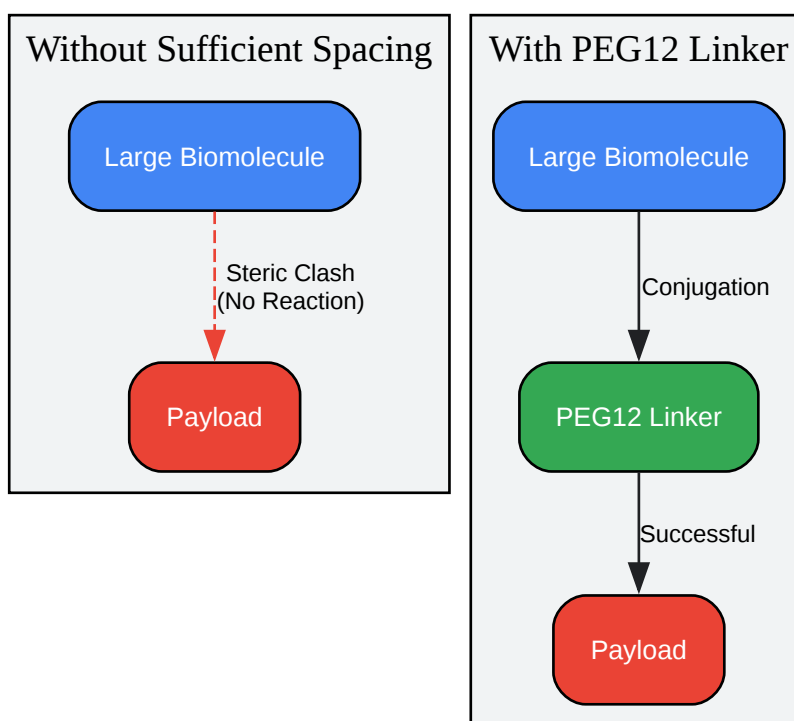 Without Sufficient Spacing
Large Biomolecule
Steric Clash
(No Reaction)
Payload
With PEG12 Linker
Large Biomolecule
Conjugation
PEG12 Linker
Successful
Payload